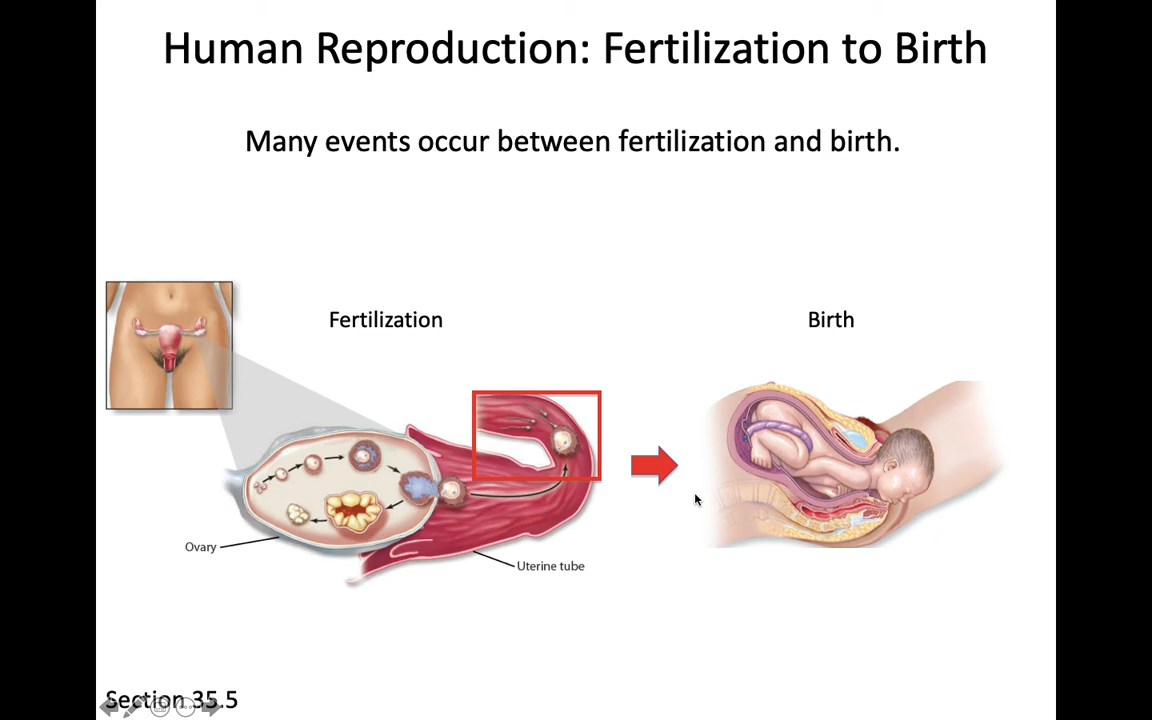 Human Reproduction: Fertilization to Birth
Many events occur between fertilization and birth.
Fertilization
Birth
Ovary
Uterine tube
Section 35.5